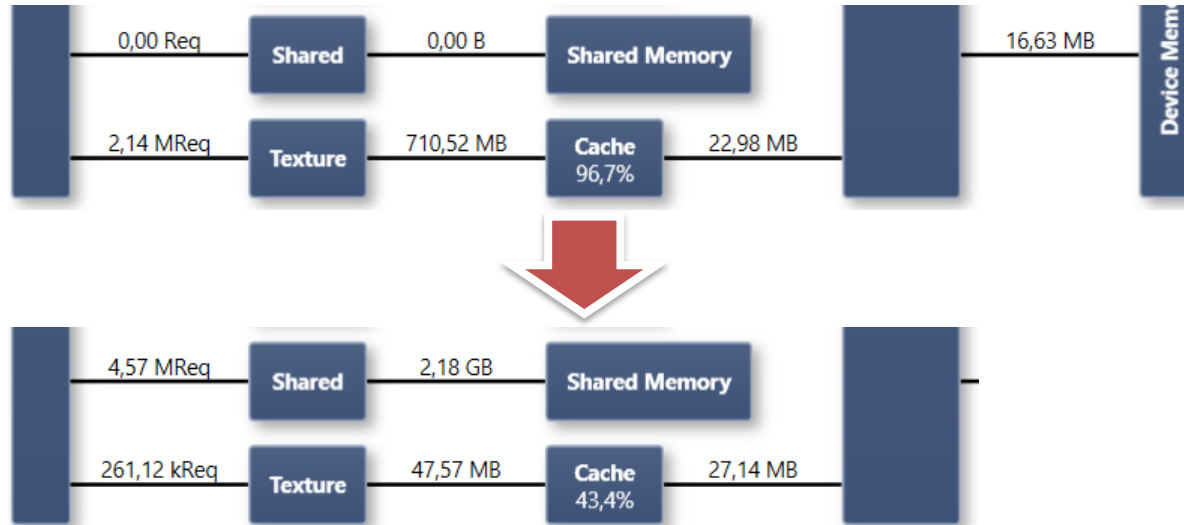 0,00 Req
Shared
0,00 B
Shared Memory
16,63 MB
2,14 MReq
Texture
710,52 MB
Cache
96,7%
22,98 MB
4,57 MReq
Shared
2,18 GB
Shared Memory
261,12 kReq
Texture
47,57 MB
Cache
43,4%
27,14 MB